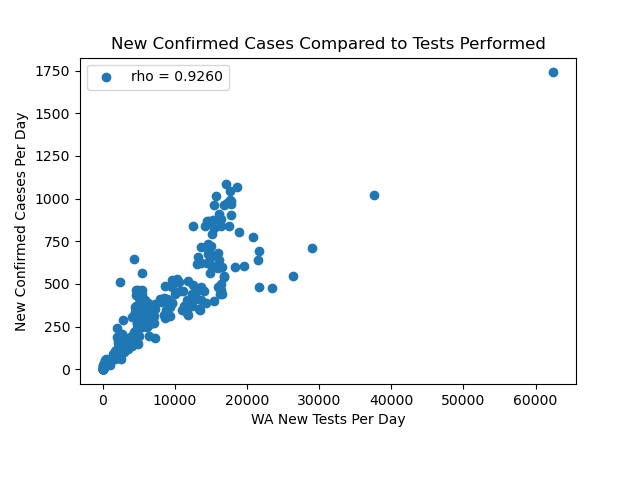 New Confirmed Cases Compared to Tests Performed
rho = 0.9260
New Confirmed Caeses Per Day
1750
1500
1250
1000
750
500
250
0
0 10000 20000 30000 40000 50000 60000
WA New Tests Per Day